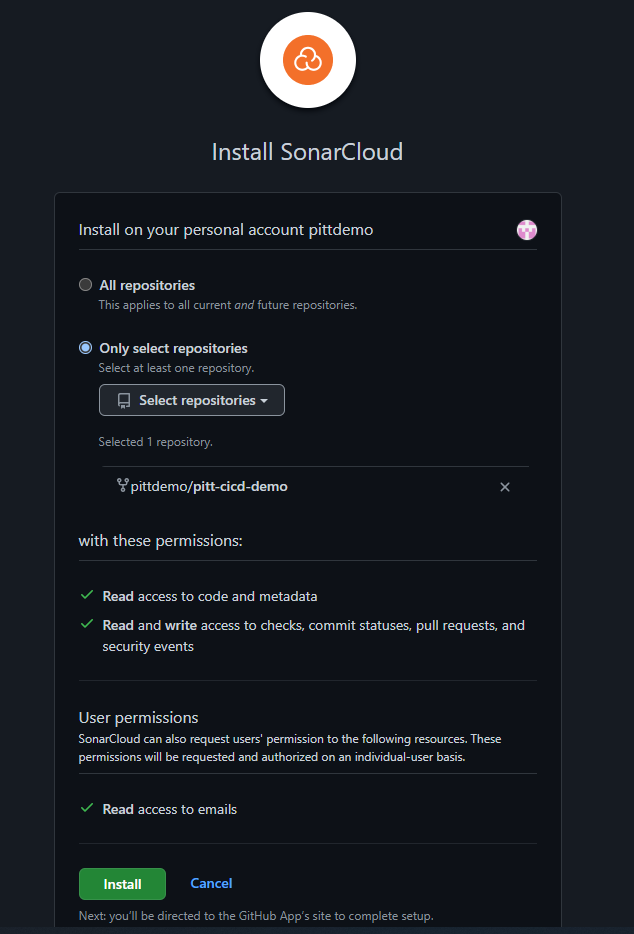 Install SonarCloud
Install on your personal account pittdemo
All repositories
This applies to all current and future repositories.
Only select repositories
Select at least one repository.
Select repositories
Selected 1 repository.
pittdemo/pitt-cicd-demo
with these permissions:
Read access to code and metadata
Read and write access to checks, commit statuses, pull requests, and
security events
User permissions
SonarCloud can also request users' permission to the following resources. These
permissions will be requested and authorized on an individual-user basis.
Read access to emails
Install Cancel
Next: you'll be directed to the GitHub App's site to complete setup.